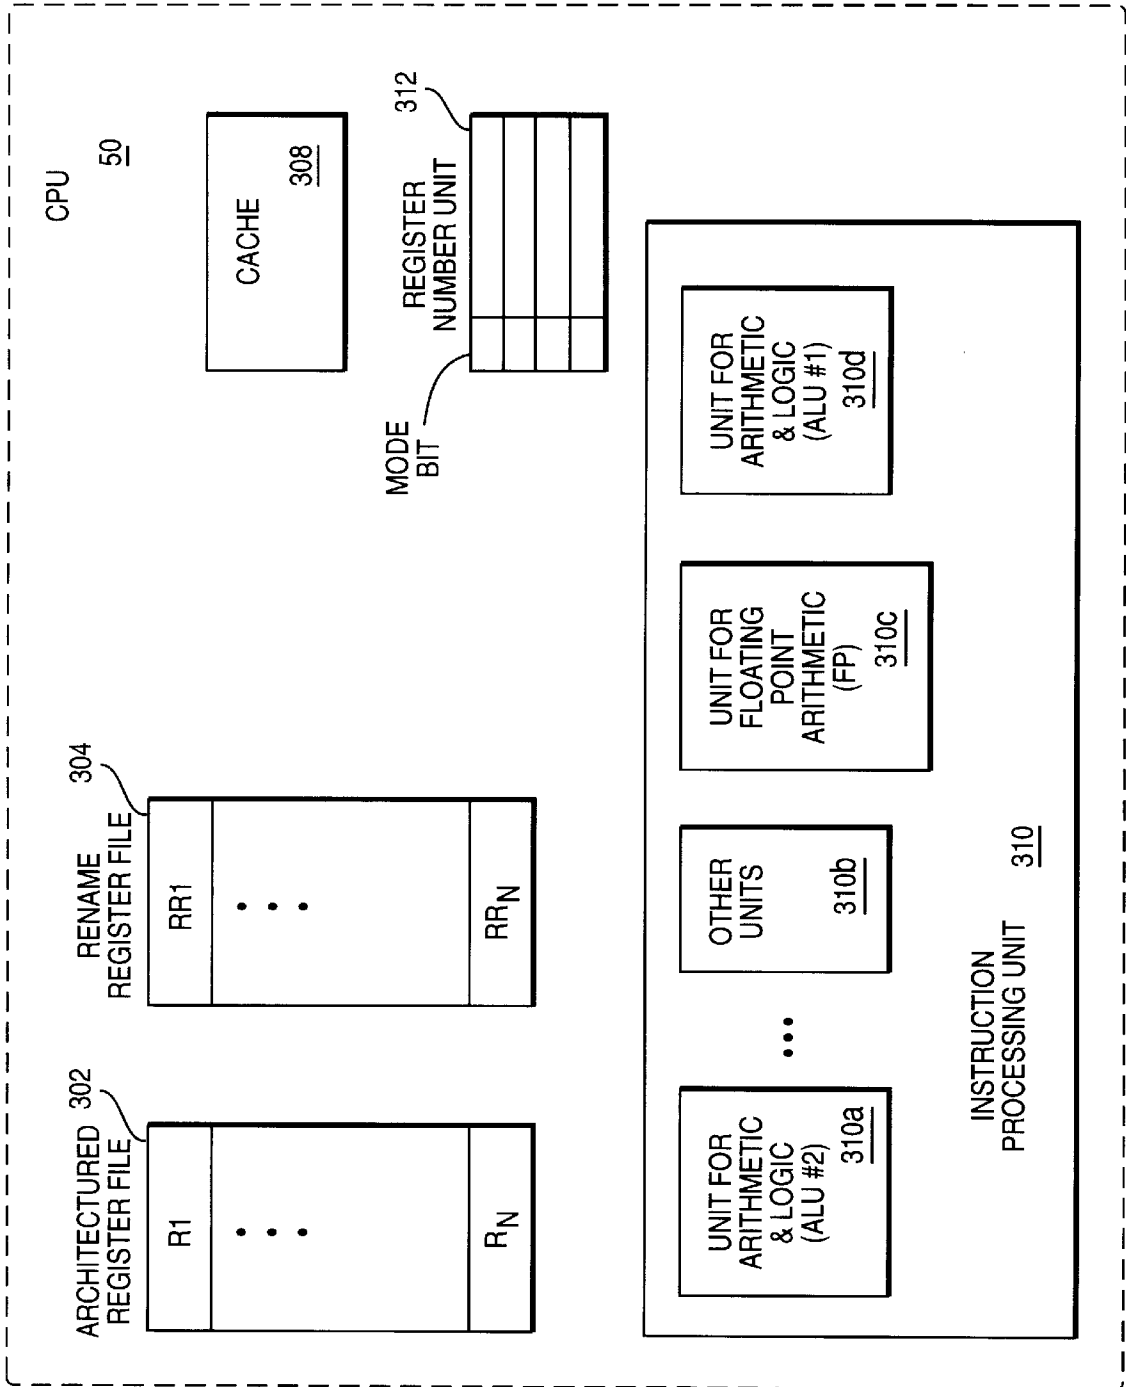 CPU
50
ARCHITECTURED
REGISTER FILE
302
R1
RN
RENAME
REGISTER FILE
304
RR1
RRN
CACHE
308
REGISTER
NUMBER UNIT
312
MODE
BIT
UNIT FOR
ARITHMETIC
& LOGIC
(ALU #2)
310a
OTHER
UNITS
310b
UNIT FOR
FLOATING
POINT
ARITHMETIC
(FP)
310c
UNIT FOR
ARITHMETIC
& LOGIC
(ALU #1)
310d
INSTRUCTION
PROCESSING UNIT
310